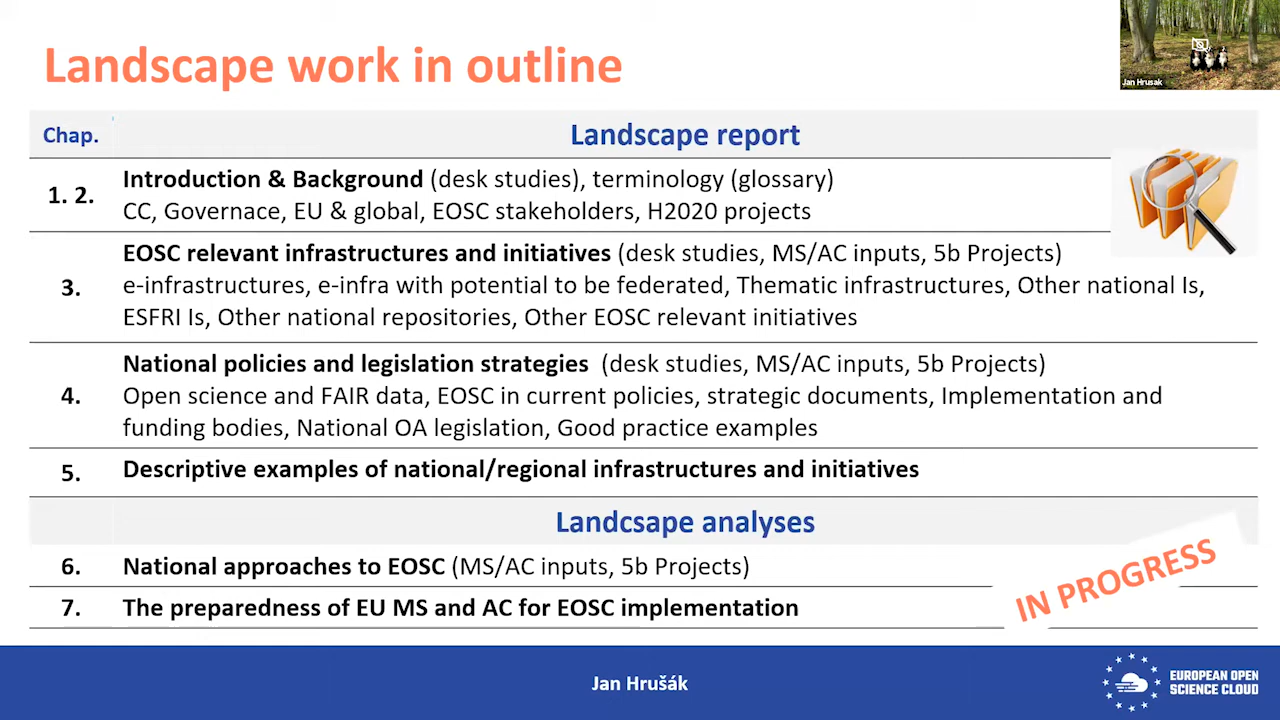 Landscape work in outline
Jan Hrusak
Chap.
Landscape report
1. 2.
Introduction & Background (desk studies), terminology (glossary)
CC, Governace, EU & global, EOSC stakeholders, H2020 projects
3.
EOSC relevant infrastructures and initiatives (desk studies, MS/AC inputs, 5b Projects)
e-infrastructures, e-infra with potential to be federated, Thematic infrastructures, Other national Is,
ESFRI Is, Other national repositories, Other EOSC relevant initiatives
4.
National policies and legislation strategies (desk studies, MS/AC inputs, 5b Projects)
Open science and FAIR data, EOSC in current policies, strategic documents, Implementation and
funding bodies, National OA legislation, Good practice examples
5.
Descriptive examples of national/regional infrastructures and initiatives
Landcsape analyses
6.
National approaches to EOSC (MS/AC inputs, 5b Projects)
7.
The preparedness of EU MS and AC for EOSC implementation
IN PROGRESS
Jan Hrušák
EUROPEAN OPEN
SCIENCE CLOUD